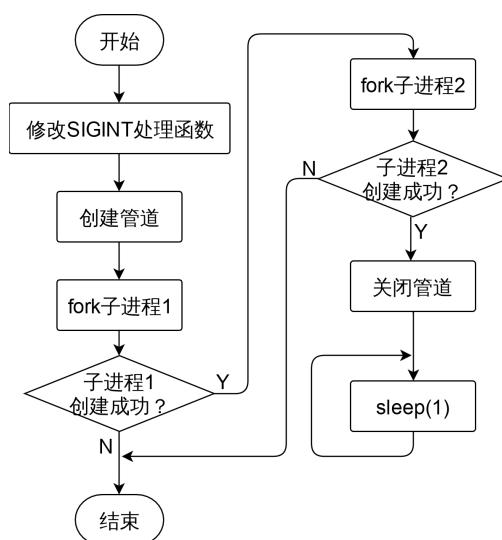 开始
修改SIGINT处理函数
创建管道
fork子进程1
子进程1
创建成功？
Y
N
结束
fork子进程2
子进程2
创建成功？
N
Y
关闭管道
sleep(1)